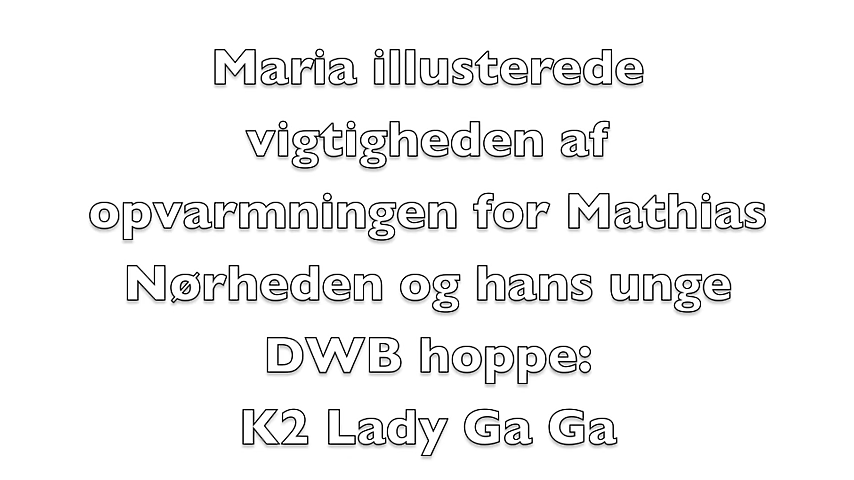 Maria illusterede
vigtigheden af
opvarmningen for Mathias
Nørheden og hans unge
DWB hoppe:
K2 Lady Ga Ga